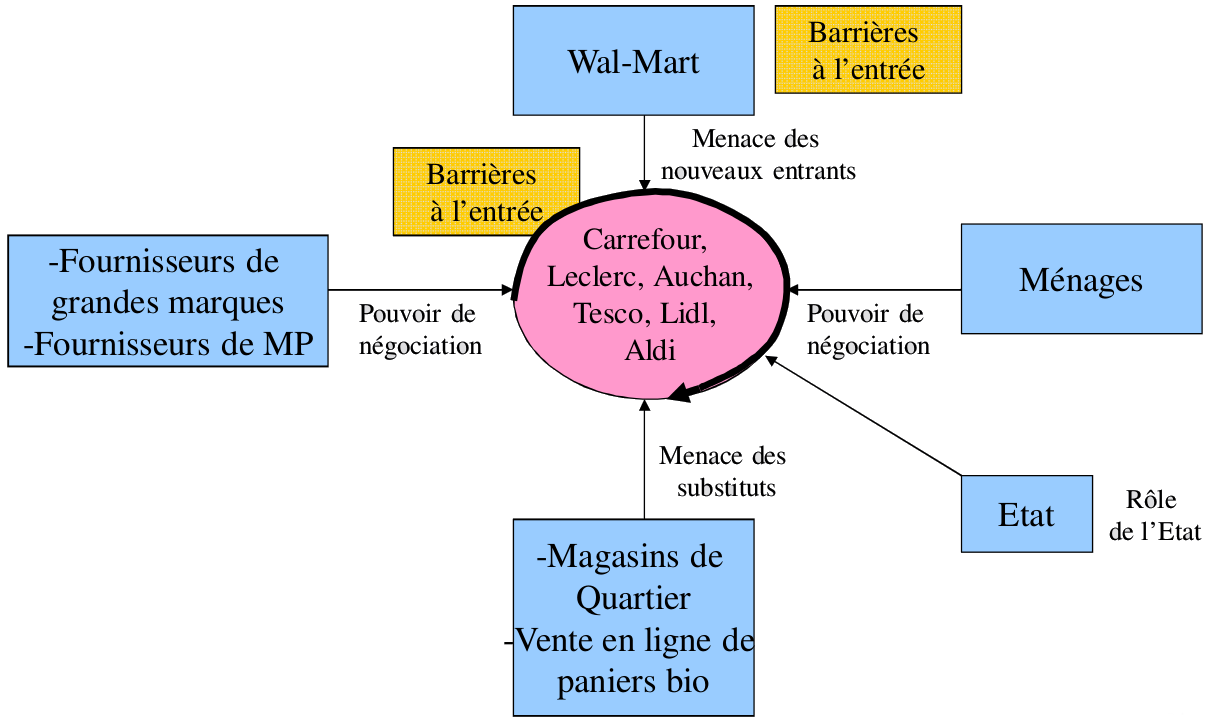 Wal-Mart
Barrières
à l’entrée
Menace des
nouveaux entrants
Barrières
à l’entrée
-Fournisseurs de
grandes marques
-Fournisseurs de MP
Pouvoir de
négociation
Carrefour,
Leclerc, Auchan,
Tesco, Lidl,
Aldi
Pouvoir de
négociation
Ménages
Menace des
substituts
Etat
Rôle
de l’Etat
-Magasins de
Quartier
-Vente en ligne de
paniers bio